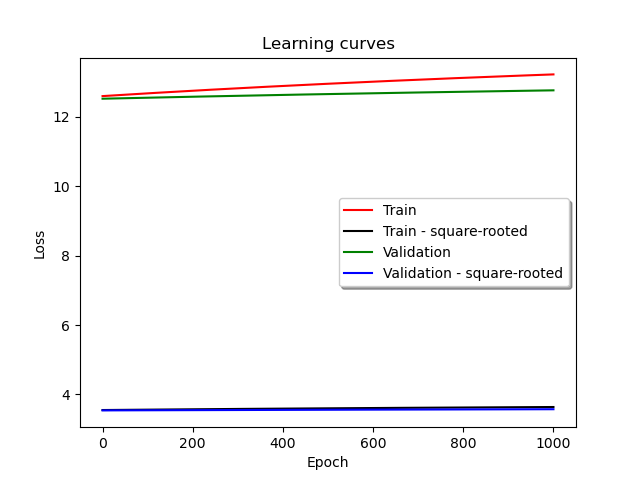 Learning curves
Loss
12
10
8
6
4
Train
Train - square-rooted
Validation
Validation - square-rooted
0 200 400 600 800 1000
Epoch